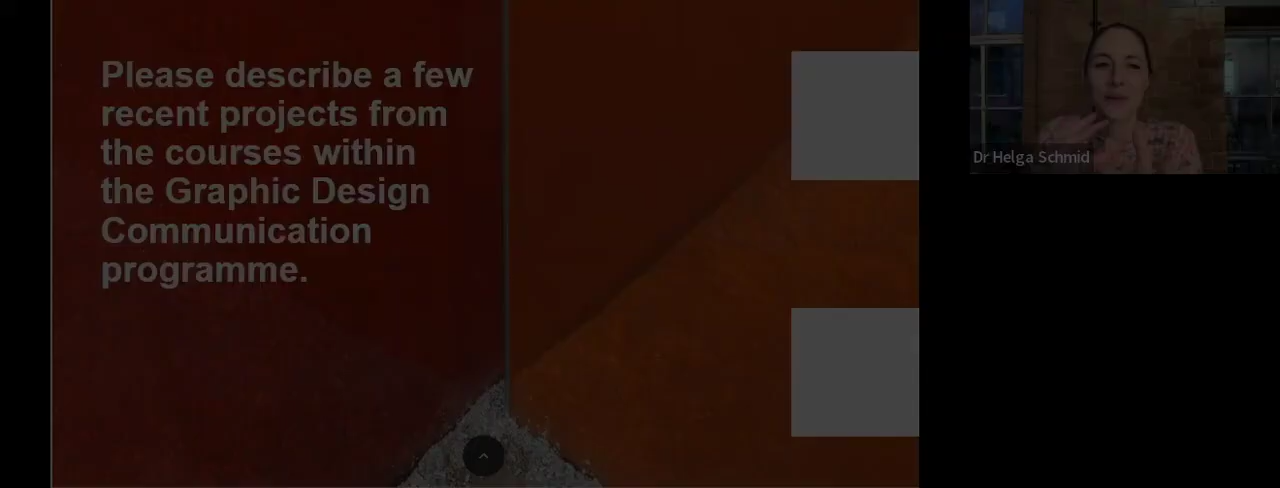 Please describe a few
recent projects from
the courses within
the Graphic Design
Communication
programme.
Dr Helga Schmid